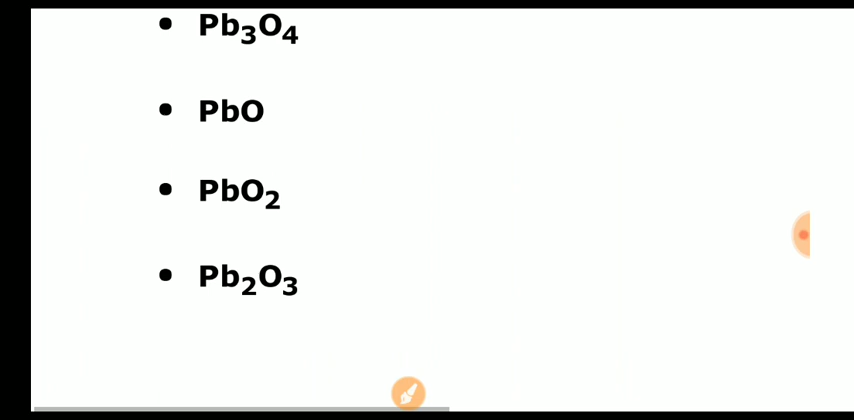 • Pb₃O₄
• PbO
• PbO₂
• Pb₂O₃